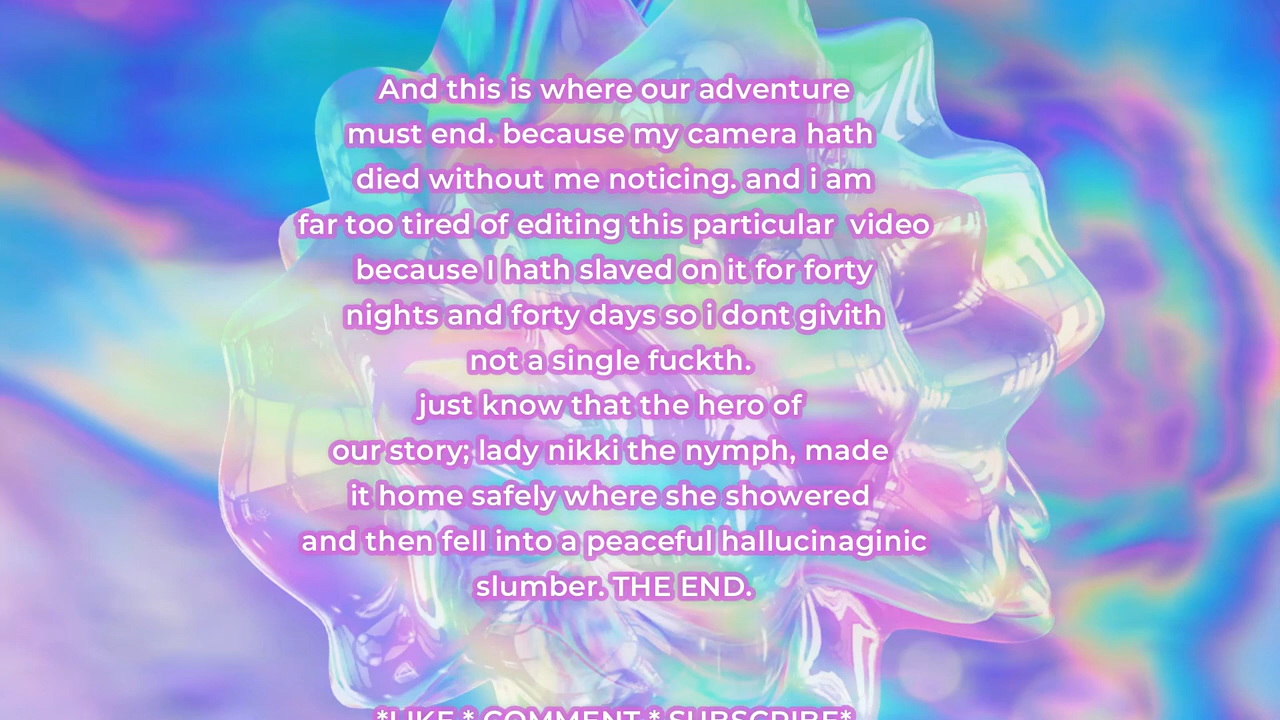 And this is where our adventure
must end. because my camera hath
died without me noticing. and i am
far too tired of editing this particular  video
because I hath slaved on it for forty
nights and forty days so i dont givith
not a single fuckth.
just know that the hero of
our story; lady nikki the nymph, made
it home safely where she showered
and then fell into a peaceful hallucinaginic
slumber. THE END.
*LIKE * COMMENT * SUBSCRIBE*